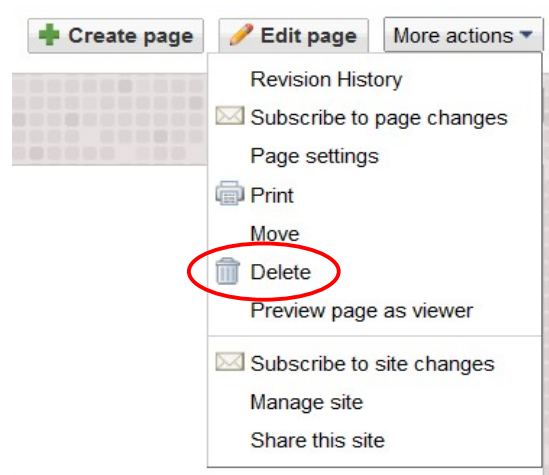 Create page Edit page More actions
Revision History
Subscribe to page changes
Page settings
Print
Move
Delete
Preview page as viewer
Subscribe to site changes
Manage site
Share this site